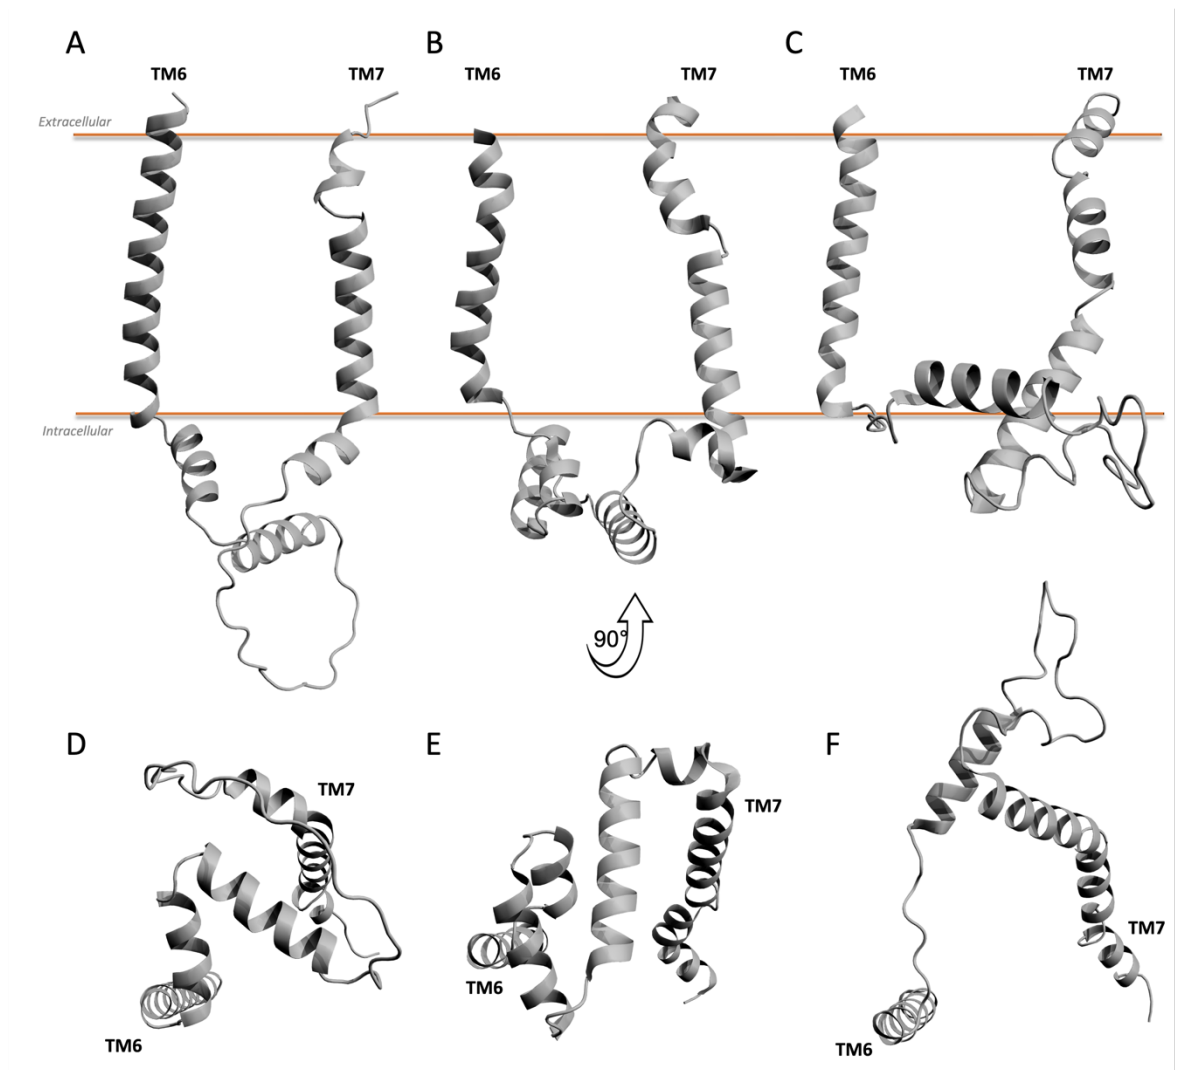 A
B
C
TM6
TM7
TM6
TM7
TM6
TM7
Extracellular
Intracellular
90°
D
E
F
TM7
TM7
TM7
TM6
TM6
TM6